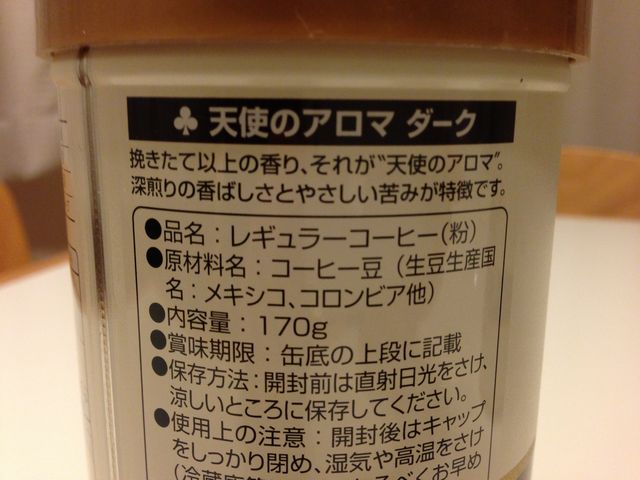 ♣ 天使のアロマ ダーク
挽きたて以上の香り、それが"天使のアロマ"。
深煎りの香ばしさとやさしい苦みが特徴です。
●品名：レギュラーコーヒー（粉）
●原材料名：コーヒー豆（生豆生産国
名：メキシコ、コロンビア他）
●内容量：170g
●賞味期限：缶底の上段に記載
●保存方法：開封前は直射日光をさけ、
涼しいところに保存してください。
●使用上の注意：開封後はキャップ
をしっかり閉め、湿気や高温をさけ
（冷蔵庫 べくお早め